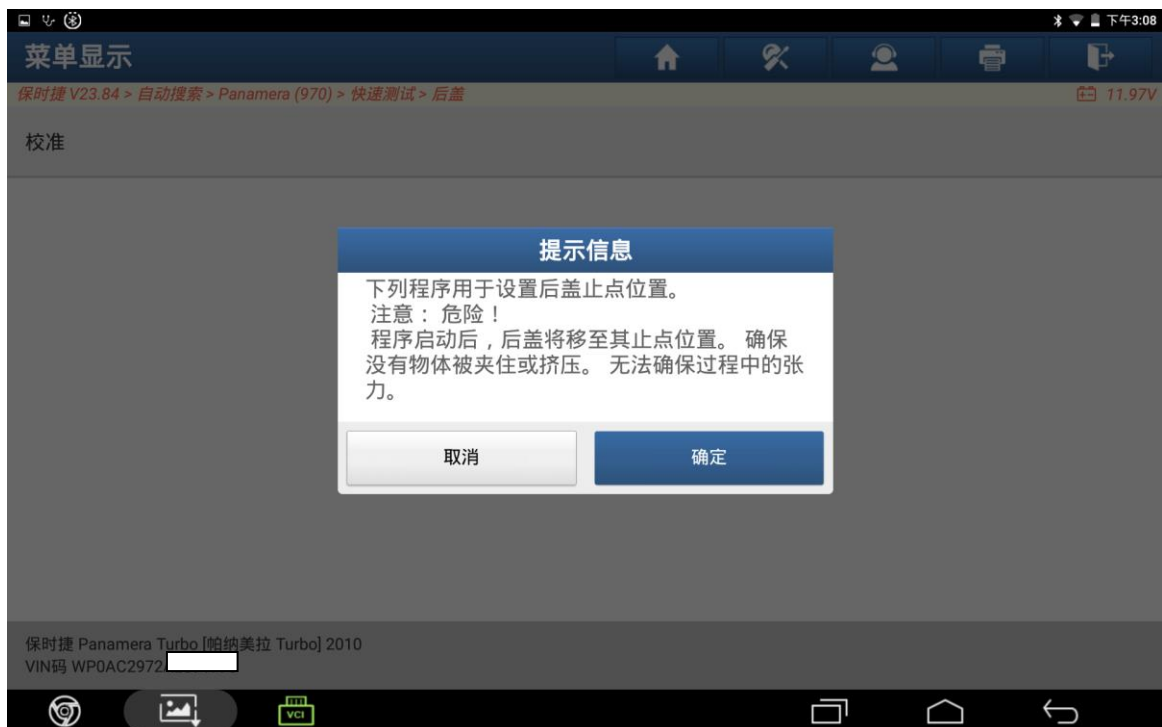 下午3:08
菜单显示
保时捷 V23.84 > 自动搜索 > Panamera (970) > 快速测试 > 后盖
11.97V
校准
提示信息
下列程序用于设置后盖止点位置。
注意： 危险！
程序启动后，后盖将移至其止点位置。 确保
没有物体被夹住或挤压。 无法确保过程中的张
力。
取消
确定
保时捷 Panamera Turbo [帕纳美拉 Turbo] 2010
VIN码 WP0AC2972
VCI